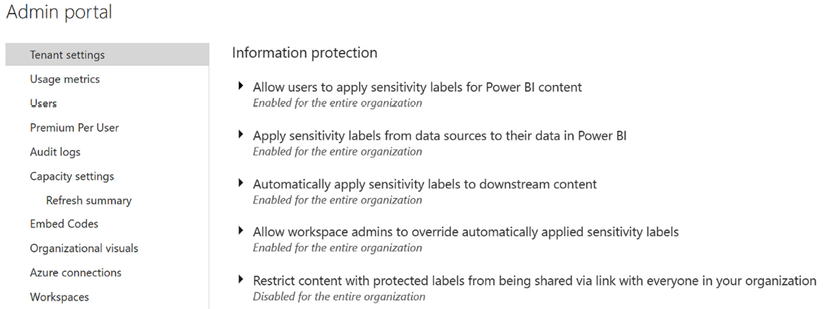 Admin portal
Tenant settings
Usage metrics
Users
Premium Per User
Audit logs
Capacity settings
Refresh summary
Embed Codes
Organizational visuals
Azure connections
Workspaces
Information protection
Allow users to apply sensitivity labels for Power BI content
Enabled for the entire organization
Apply sensitivity labels from data sources to their data in Power BI
Enabled for the entire organization
Automatically apply sensitivity labels to downstream content
Enabled for the entire organization
Allow workspace admins to override automatically applied sensitivity labels
Enabled for the entire organization
Restrict content with protected labels from being shared via link with everyone in your organization
Disabled for the entire organization